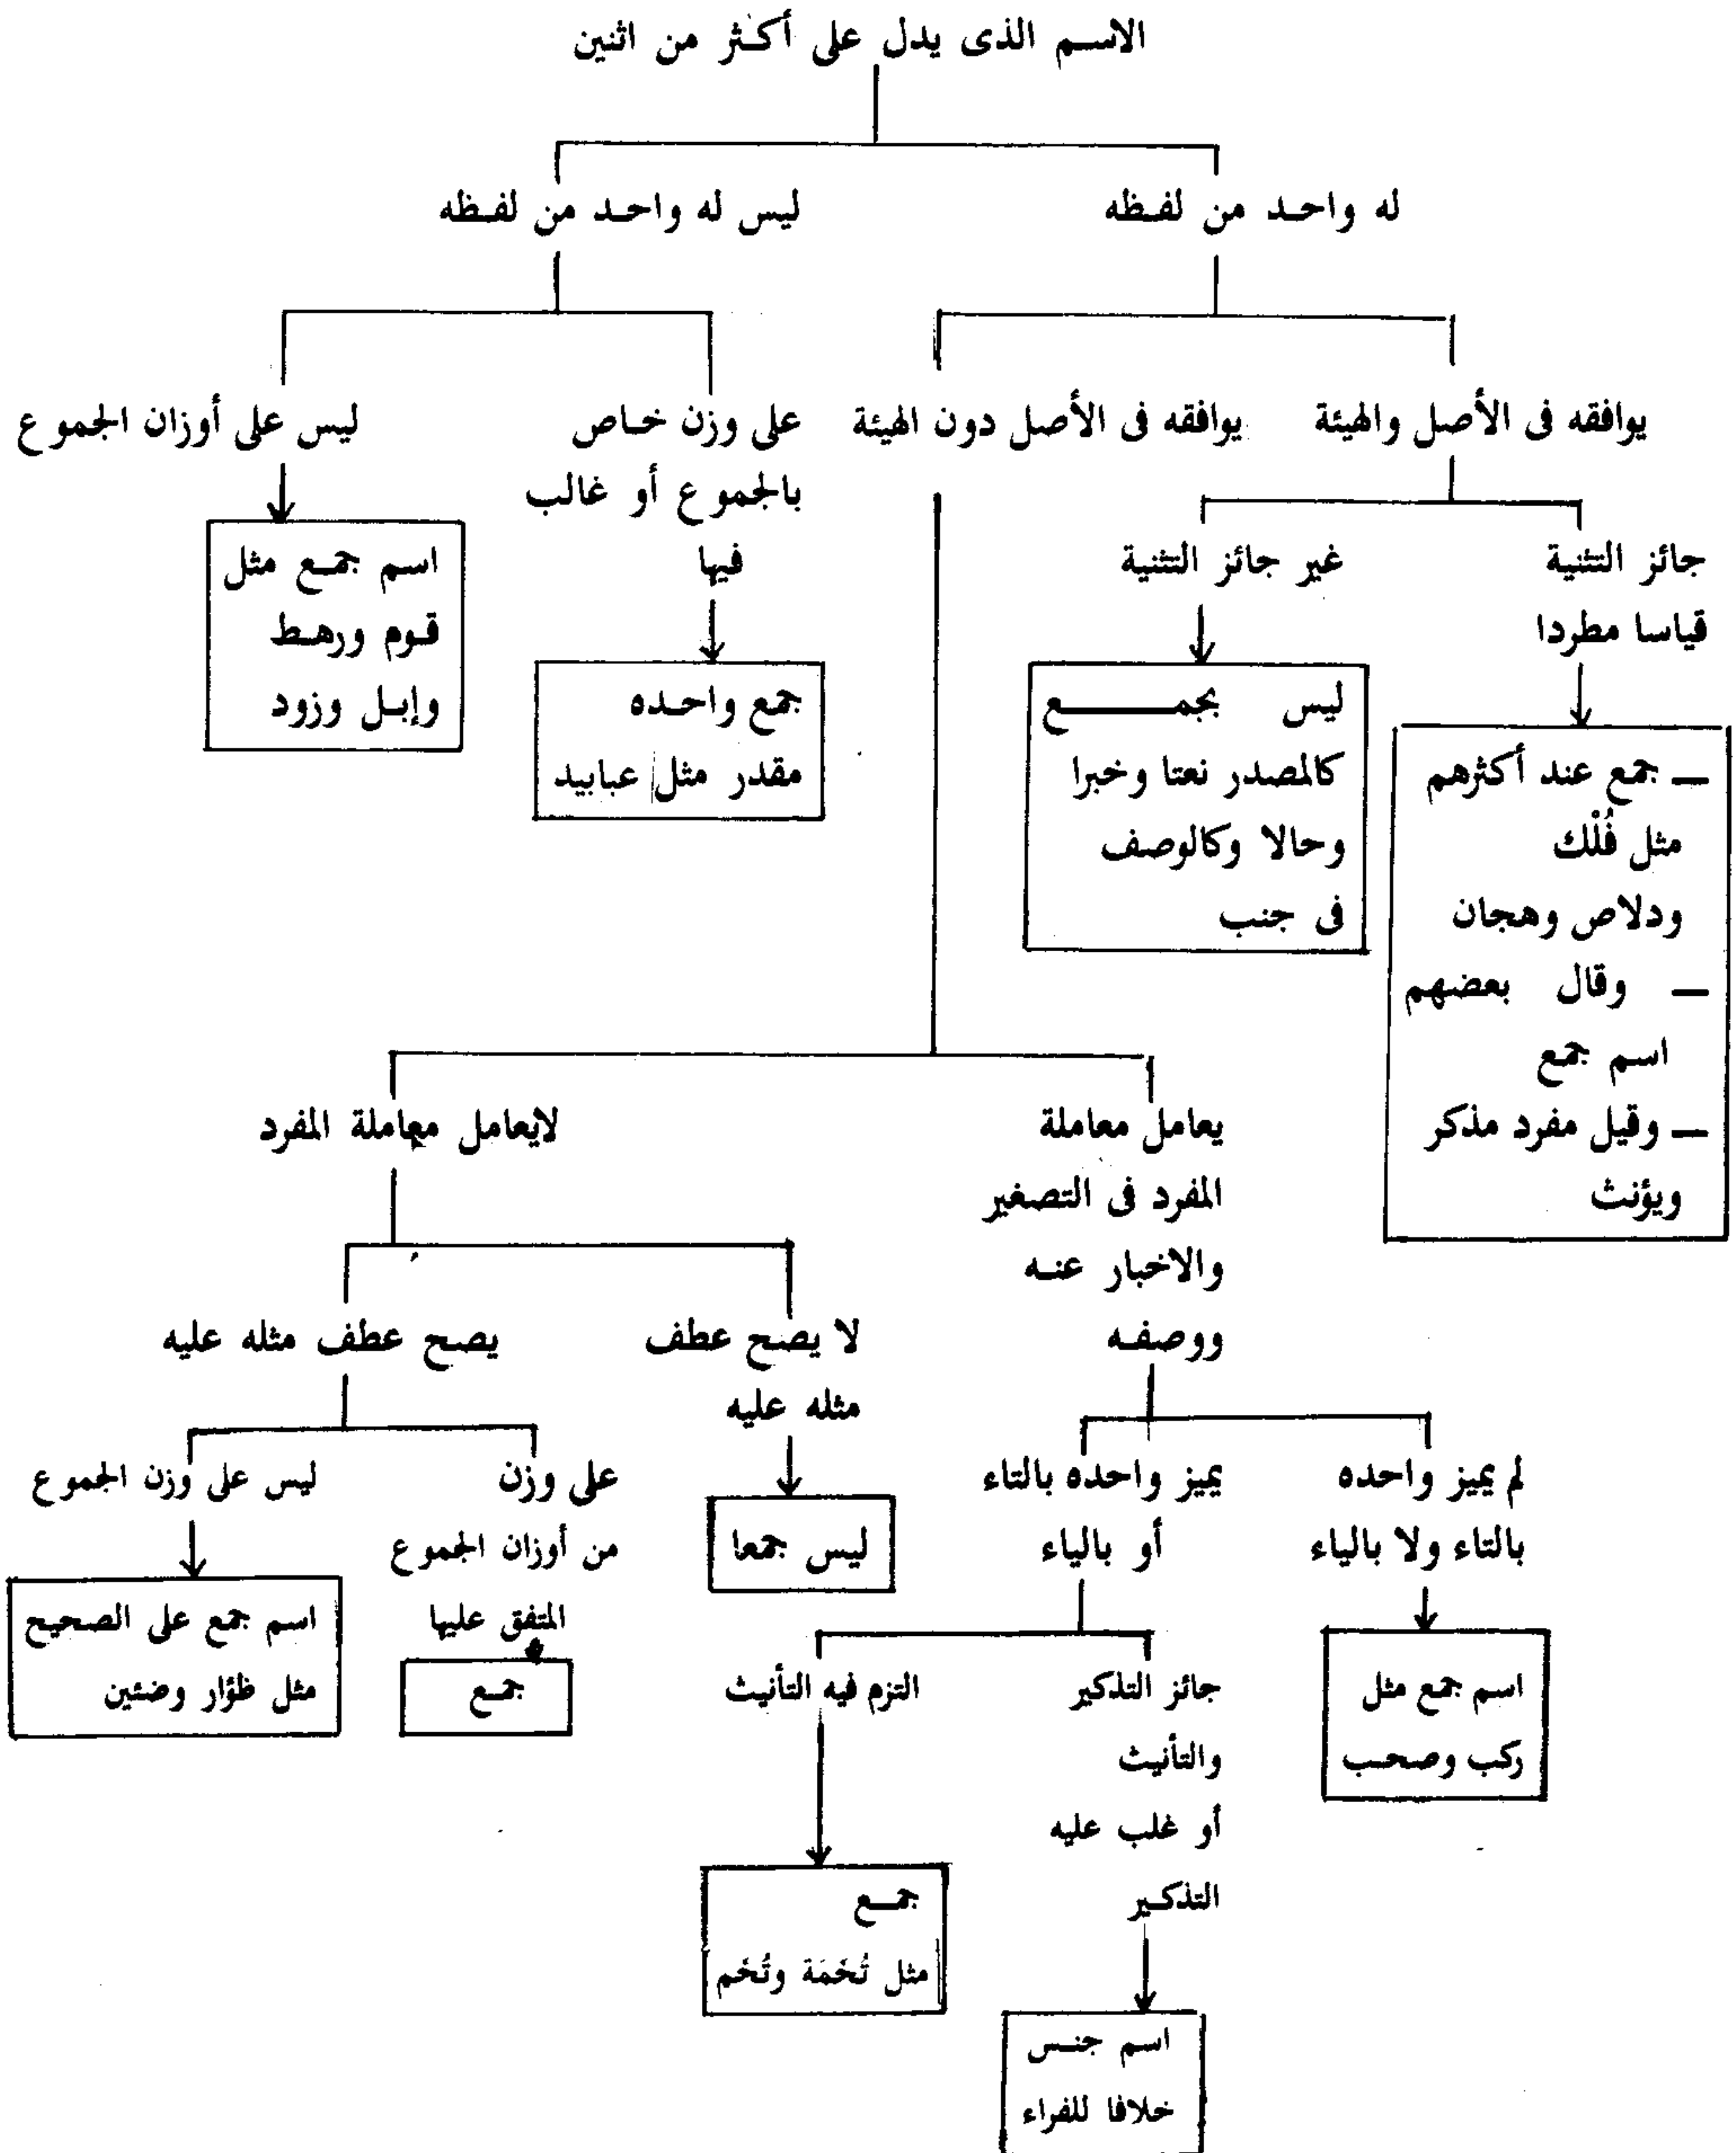 الاسم الذى يدل على أكثر من اثنين
له واحد من لفظه
ليس له واحد من لفظه
يوافقه فى الأصل والهيئة
يوافقه فى الأصل دون الهيئة
على وزن خاص
بالجموع أو غالب
فيها
ليس على أوزان الجموع
جائز التثنية
قياسا مطردا
غير جائز التثنية
جمع واحده
مقدر مثل عبابيد
اسم جمع مثل
قوم ورهط
وإبل وزود
ليس بجمع
كالمصدر نعتا وخبرا
وحالا وكالوصف
فى جنب
— جمع عند أكثرهم
مثل فُلْك
ودلاص وهجان
— وقال بعضهم
اسم جمع
— وقيل مفرد مذكر
ويؤنث
يعامل معاملة
المفرد فى التصغير
والاخبار عنه
ووصفه
لايعامل معاملة المفرد
لا يصح عطف
مثله عليه
يصح عطف مثله عليه
لم يميز واحده
بالتاء ولا بالياء
يميز واحده بالتاء
أو بالياء
ليس جمعا
على وزن
من أوزان الجموع
المتفق عليها
ليس على وزن الجموع
اسم جمع مثل
ركب وصحب
جائز التذكير
والتأنيث
أو غلب عليه
التذكير
التزم فيه التأنيث
جمع
اسم جمع على الصحيح
مثل ظؤار وضئين
جمع
مثل تُخَمَة وتُخَم
اسم جنس
خلافا للفراء